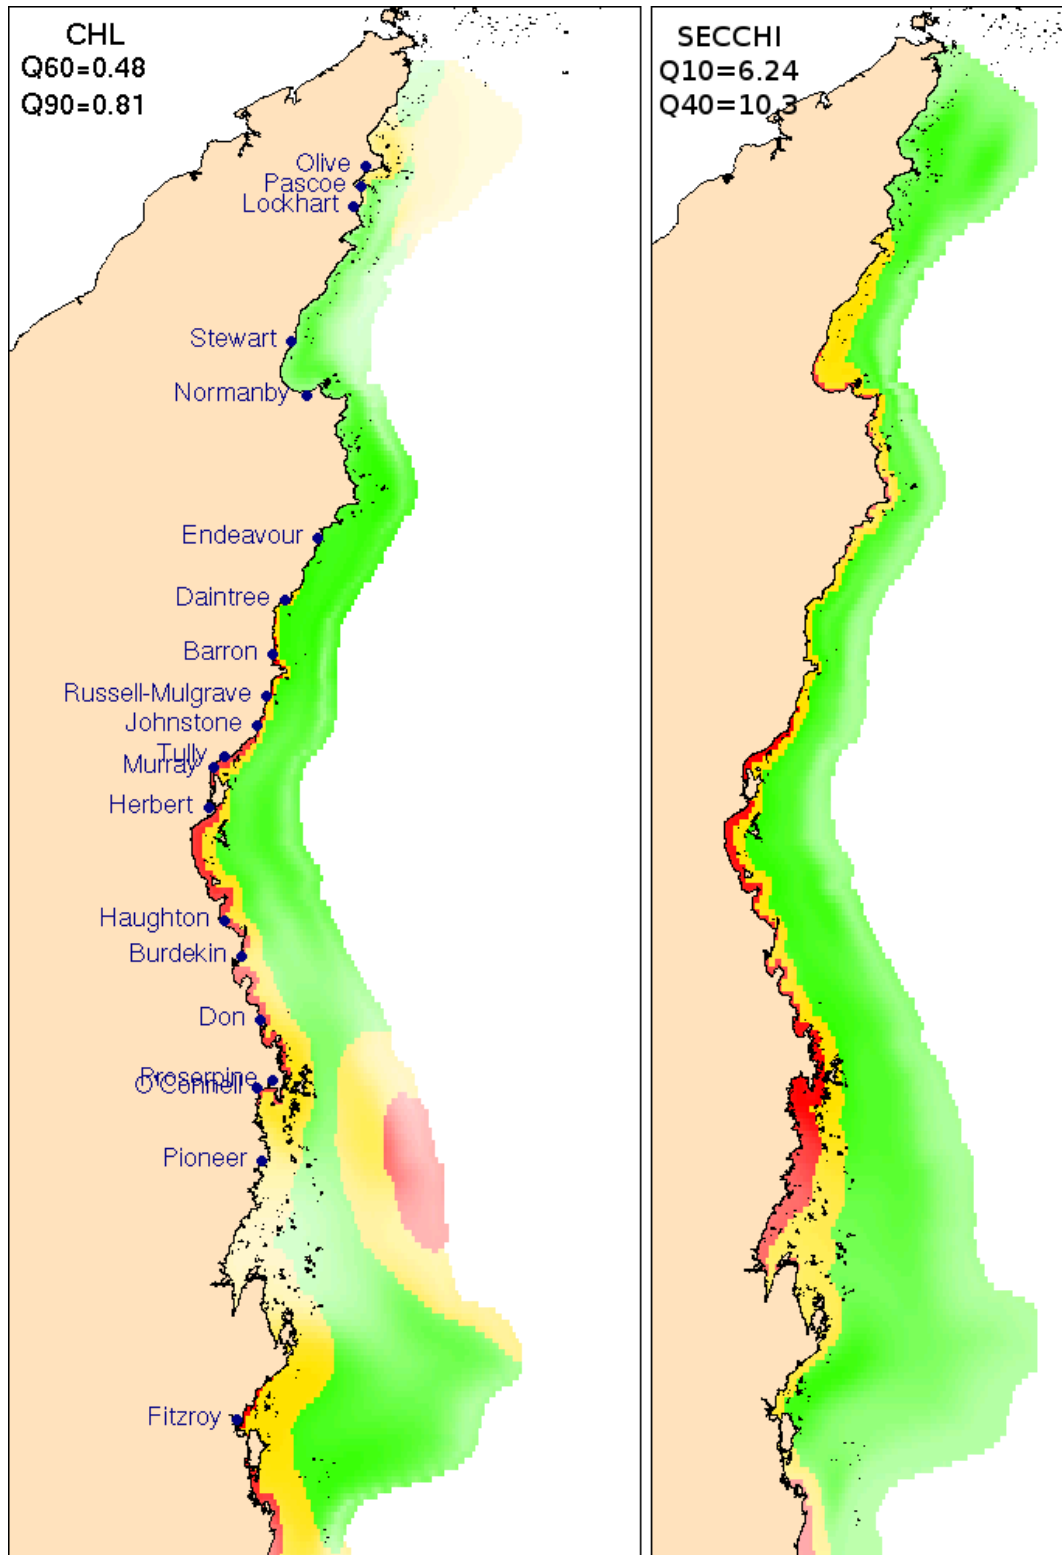 CHL
Q60=0.48
Q90=0.81
SECCHI
Q10=6.24
Q40=10.3
Olive
Pascoe
Lockhart
Stewart
Normanby
Endeavour
Daintree
Barron
Russell-Mulgrave
Johnstone
Tully
Murray
Herbert
Haughton
Burdekin
Don
Proserpine
O'Connell
Pioneer
Fitzroy